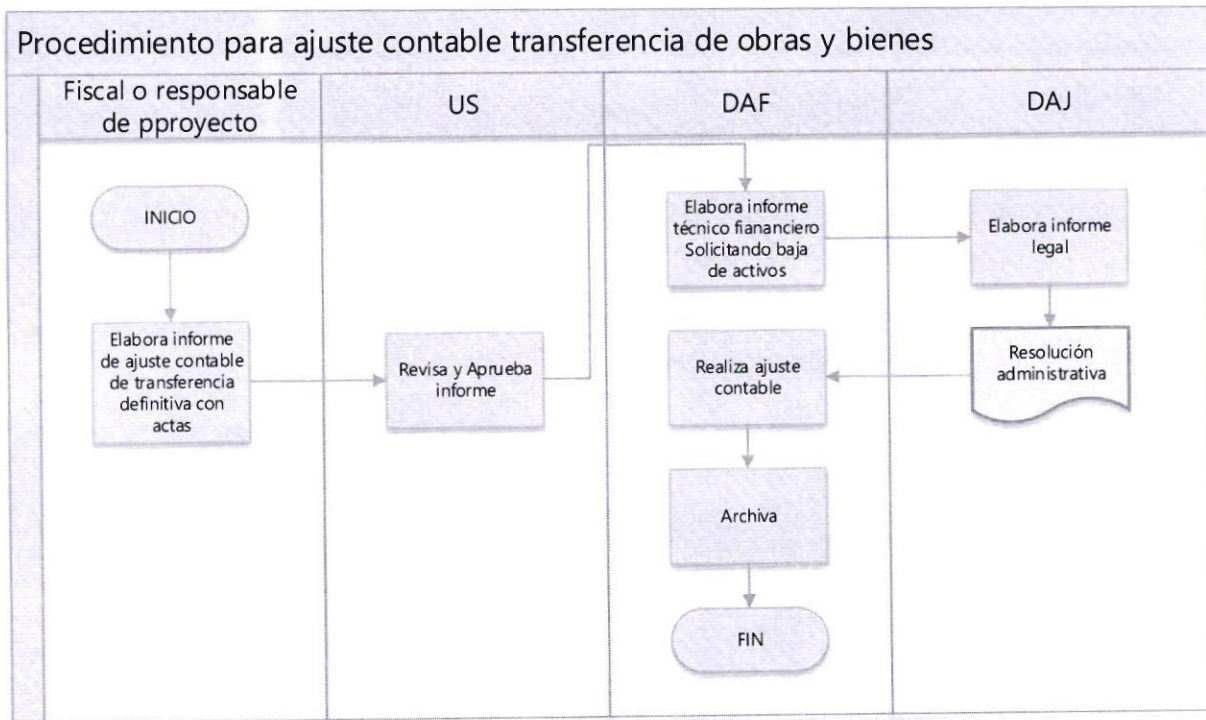 Procedimiento para ajuste contable transferencia de obras y bienes
Fiscal o responsable
de pproyecto
US
DAF
DAJ
INICIO
Elabora informe
de ajuste contable
de transferencia
definitiva con
actas
Revisa y Aprueba
informe
Elabora informe
técnico fiananciero
Solicitando baja
de activos
Elabora informe
legal
Resolución
administrativa
Realiza ajuste
contable
Archiva
FIN